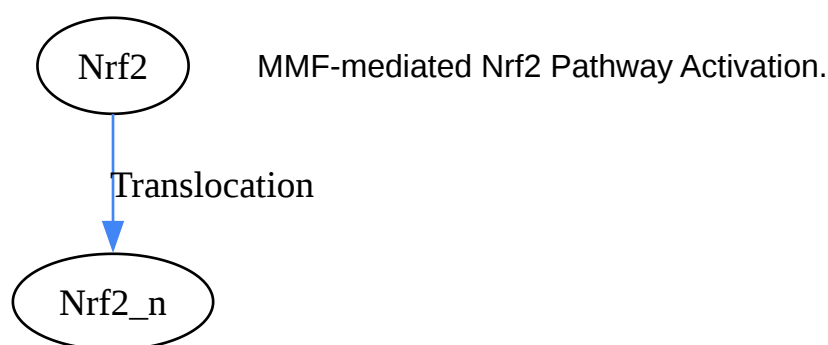 Nrf2
MMF-mediated Nrf2 Pathway Activation.
Translocation
Nrf2_n